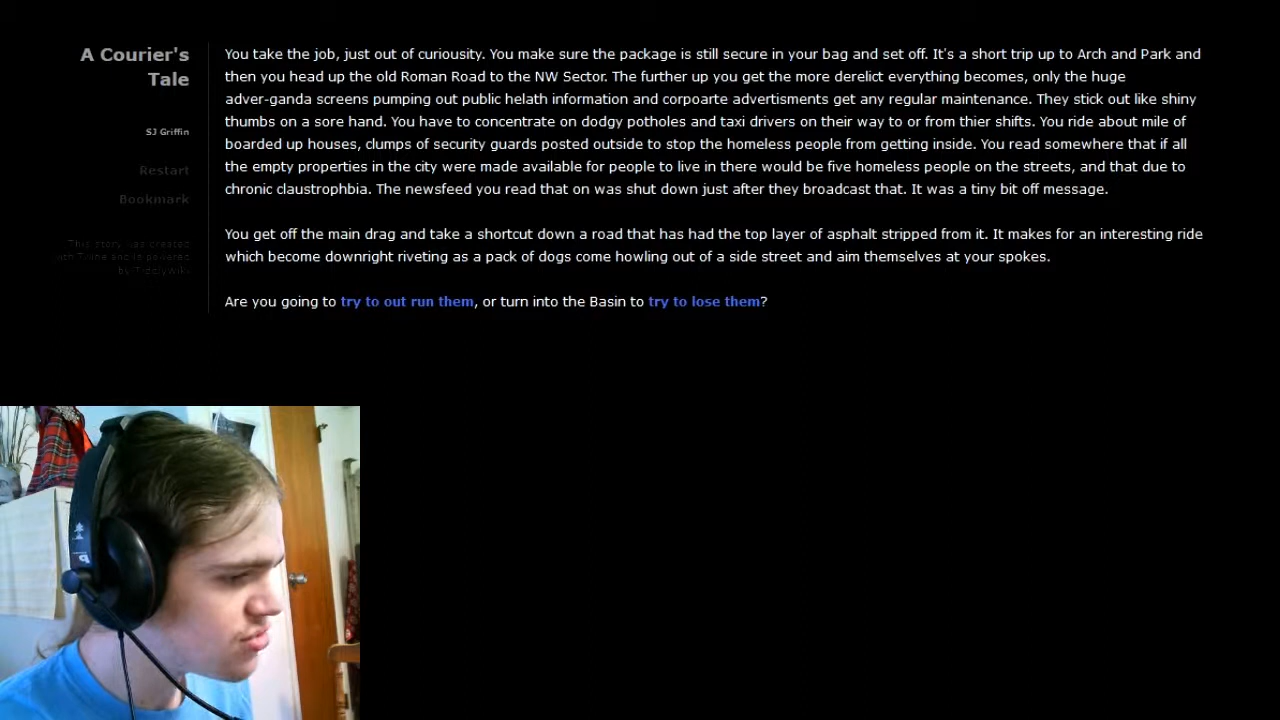 A Courier's
Tale
SJ Griffin
Restart
Bookmark
This story was created
with Twine and is powered
by TiddlyWiki
You take the job, just out of curiousity. You make sure the package is still secure in your bag and set off. It's a short trip up to Arch and Park and
then you head up the old Roman Road to the NW Sector. The further up you get the more derelict everything becomes, only the huge
adver-ganda screens pumping out public helath information and corpoarte advertisments get any regular maintenance. They stick out like shiny
thumbs on a sore hand. You have to concentrate on dodgy potholes and taxi drivers on their way to or from thier shifts. You ride about mile of
boarded up houses, clumps of security guards posted outside to stop the homeless people from getting inside. You read somewhere that if all
the empty properties in the city were made available for people to live in there would be five homeless people on the streets, and that due to
chronic claustrophbia. The newsfeed you read that on was shut down just after they broadcast that. It was a tiny bit off message.
You get off the main drag and take a shortcut down a road that has had the top layer of asphalt stripped from it. It makes for an interesting ride
which become downright riveting as a pack of dogs come howling out of a side street and aim themselves at your spokes.
Are you going to try to out run them, or turn into the Basin to try to lose them?